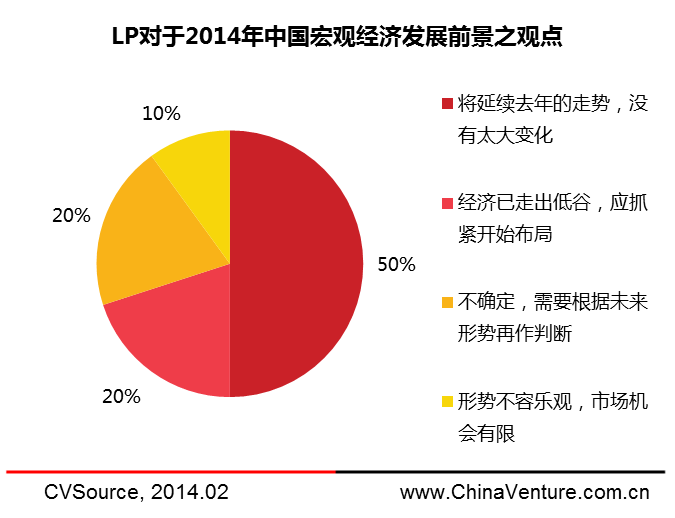 LP对于2014年中国宏观经济发展前景之观点
10%
20%
50%
20%
将延续去年的走势，没
有太大变化
经济已走出低谷，应抓
紧开始布局
不确定，需要根据未来
形势再作判断
形势不容乐观，市场机
会有限
CVSource, 2014.02
www.ChinaVenture.com.cn